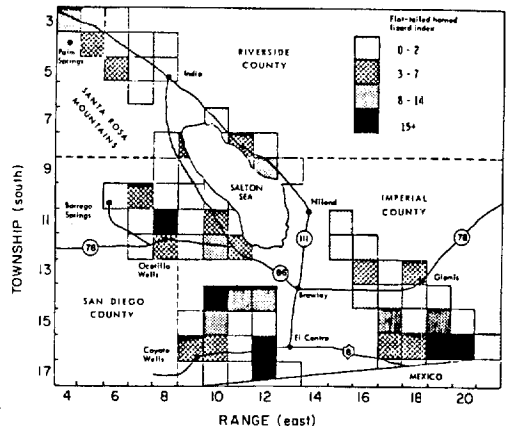 Flat-tailed horned
lizard index
0 - 2
3 - 7
8 - 14
15+
RIVERSIDE
COUNTY
Palm
Springs
Indio
SANTA ROSA
MOUNTAINS
SALTON
SEA
Niland
IMPERIAL
COUNTY
Borrego
Springs
111
78
78
Ocotillo
Wells
86
Glamis
Brawley
SAN DIEGO
COUNTY
El Centro
Coyote
Wells
8
MEXICO
3
5
7
9
11
13
15
17
TOWNSHIP (south)
4 6 8 10 12 14 16 18 20
RANGE (east)